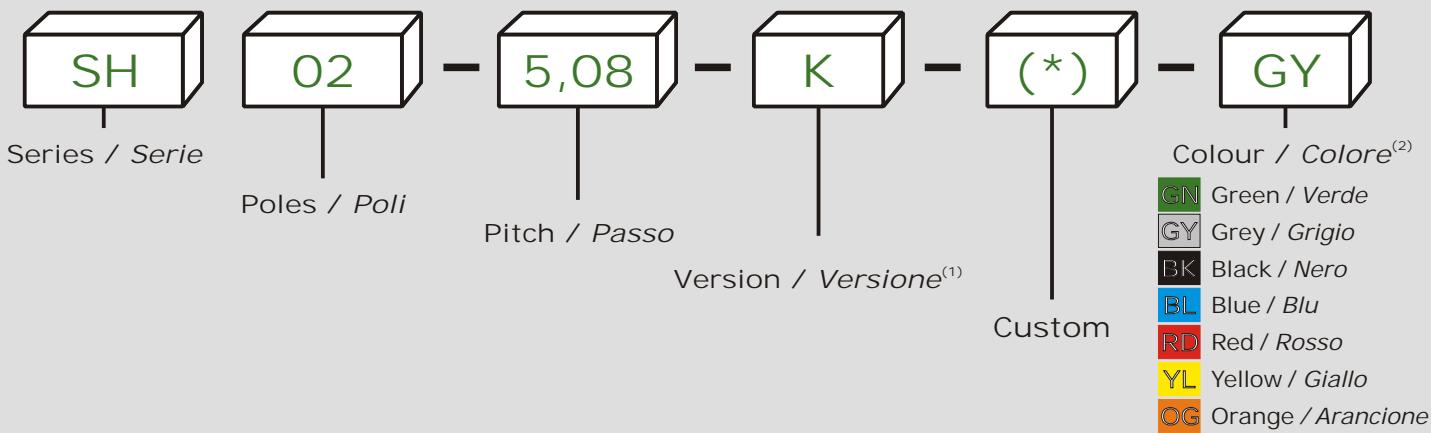 SH 02 – 5,08 – K – (*) – GY
Series / Serie
Colour / Colore(2)
Poles / Poli
Pitch / Passo
Version / Versione(1)
Custom
GN Green / Verde
GY Grey / Grigio
BK Black / Nero
BL Blue / Blu
RD Red / Rosso
YL Yellow / Giallo
OG Orange / Arancione